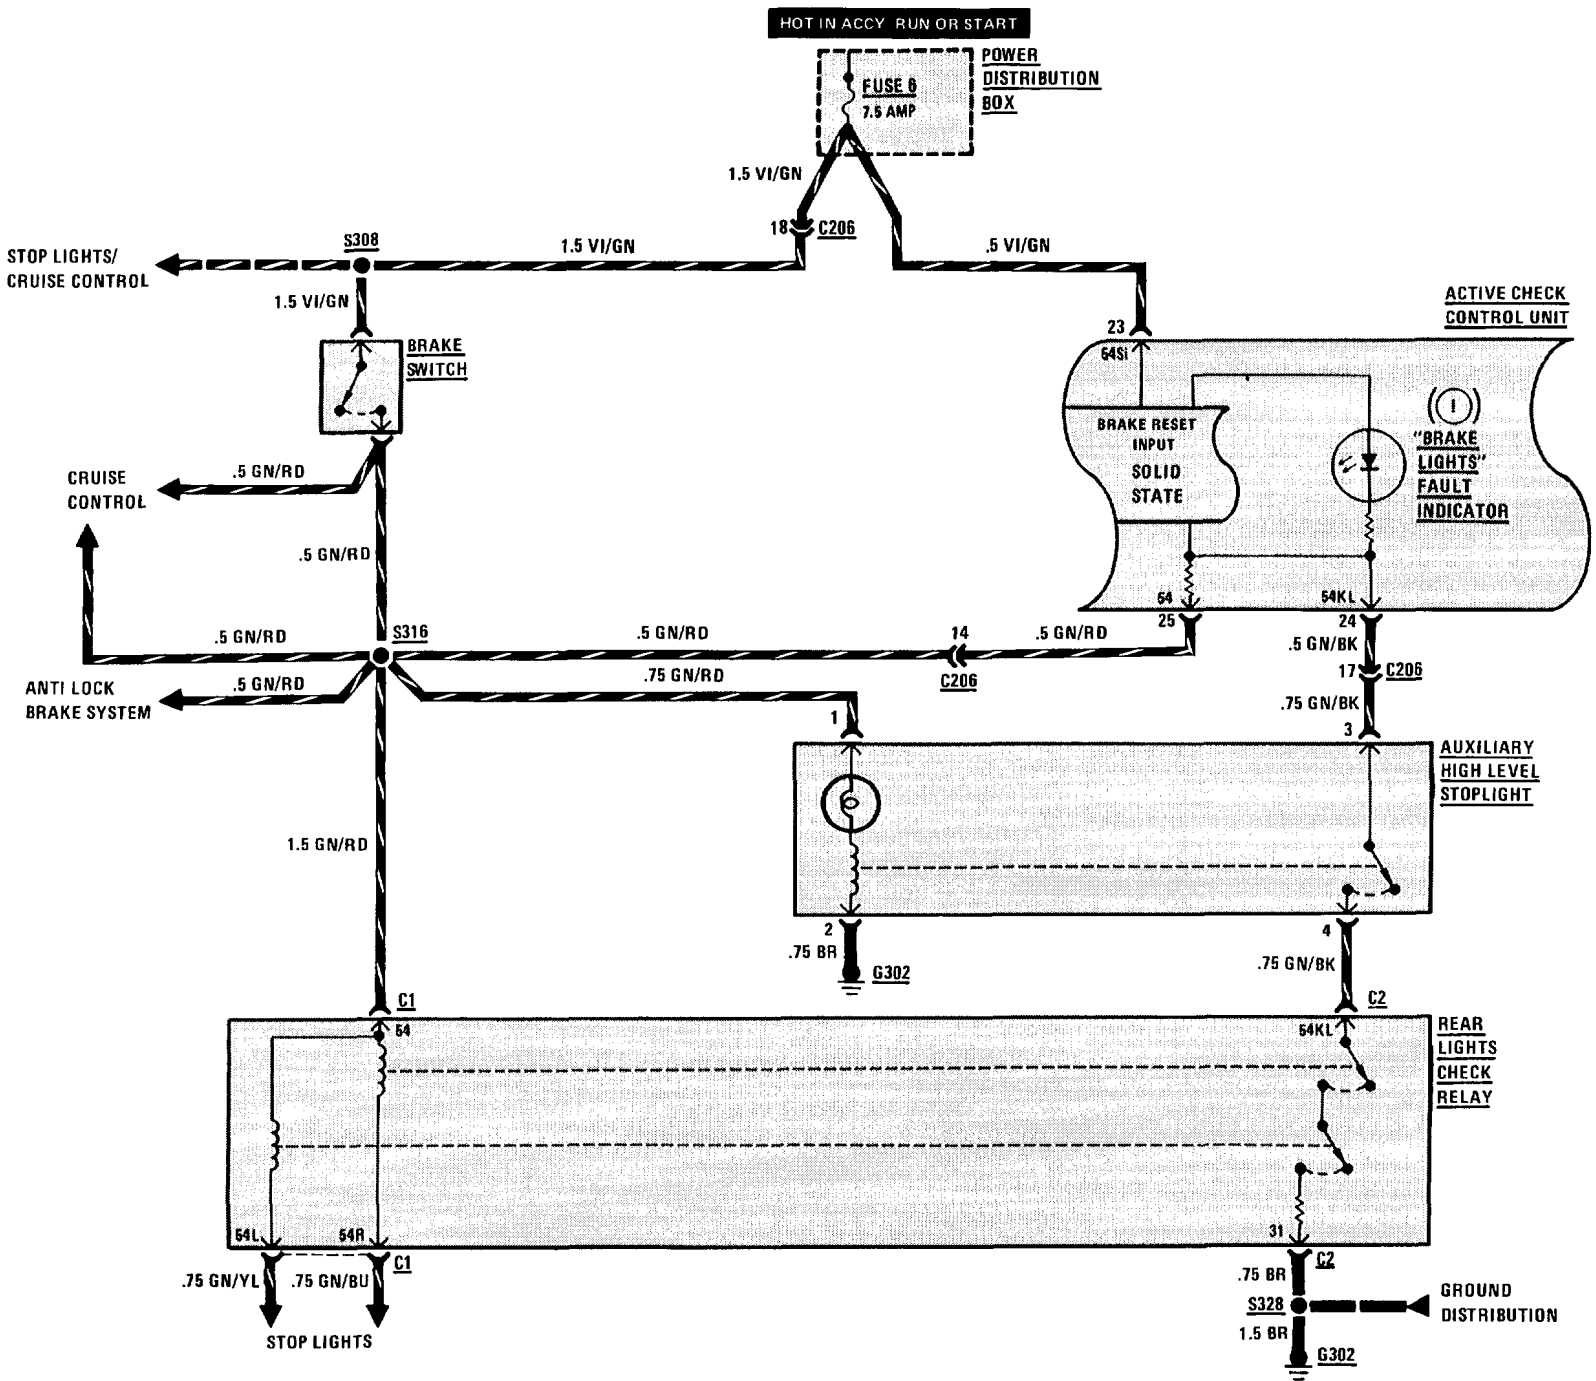 HOT IN ACCY RUN OR START
POWER
DISTRIBUTION
BOX
FUSE 6
7.5 AMP
1.5 VI/GN
18
C206
STOP LIGHTS/
CRUISE CONTROL
S308
1.5 VI/GN
.5 VI/GN
1.5 VI/GN
ACTIVE CHECK
CONTROL UNIT
23
54SI
BRAKE
SWITCH
BRAKE RESET
INPUT
SOLID
STATE
(!)
"BRAKE
LIGHTS"
FAULT
INDICATOR
CRUISE
CONTROL
.5 GN/RD
.5 GN/RD
54
25
54KL
24
.5 GN/RD
S316
.5 GN/RD
14
C206
.5 GN/RD
.5 GN/BK
17
C206
ANTI LOCK
BRAKE SYSTEM
.5 GN/RD
.75 GN/RD
.75 GN/BK
1
3
AUXILIARY
HIGH LEVEL
STOPLIGHT
1.5 GN/RD
2
.75 BR
G302
4
.75 GN/BK
C1
54
C2
54KL
REAR
LIGHTS
CHECK
RELAY
54L
54R
31
C1
C2
.75 GN/YL
.75 GN/BU
.75 BR
STOP LIGHTS
S328
GROUND
DISTRIBUTION
1.5 BR
G302